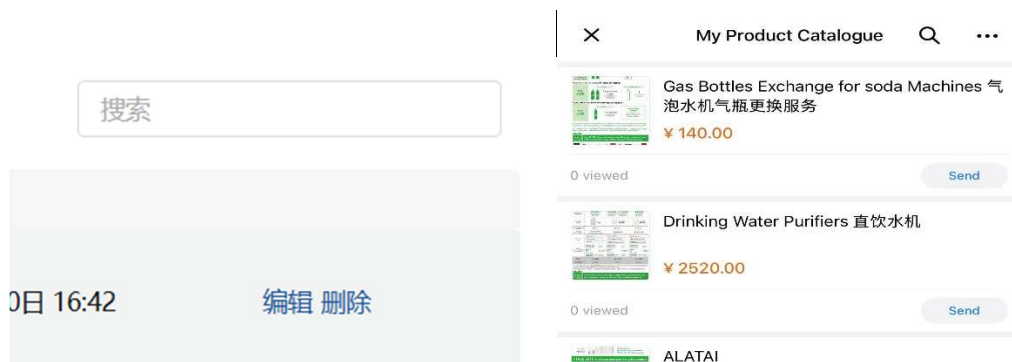 搜索
0日 16:42
编辑 删除
My Product Catalogue
Gas Bottles Exchange for soda Machines 气
泡水机气瓶更换服务
¥ 140.00
0 viewed
Send
Drinking Water Purifiers 直饮水机
¥ 2520.00
0 viewed
Send
ALATAI